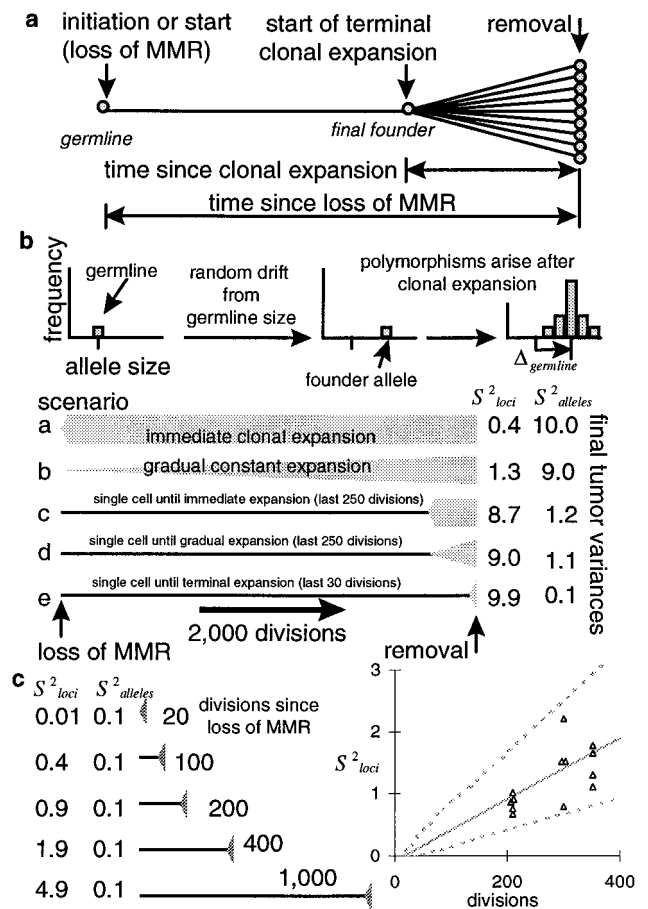 a
initiation or start
(loss of MMR)
start of terminal
clonal expansion
removal
germline
final founder
time since clonal expansion
time since loss of MMR
b
frequency
germline
allele size
random drift
from
germline size
founder allele
polymorphisms arise after
clonal expansion
Δgermline
scenario
S²loci S²alleles
a immediate clonal expansion 0.4 10.0
b gradual constant expansion 1.3 9.0
c single cell until immediate expansion (last 250 divisions) 8.7 1.2
d single cell until gradual expansion (last 250 divisions) 9.0 1.1
e single cell until terminal expansion (last 30 divisions) 9.9 0.1
final tumor variances
2,000 divisions
loss of MMR
removal
c
S²loci S²alleles
divisions since
loss of MMR
0.01 0.1 20
0.4 0.1 100
0.9 0.1 200
1.9 0.1 400
4.9 0.1 1,000
S²loci
3
2
1
0
0 200 400
divisions